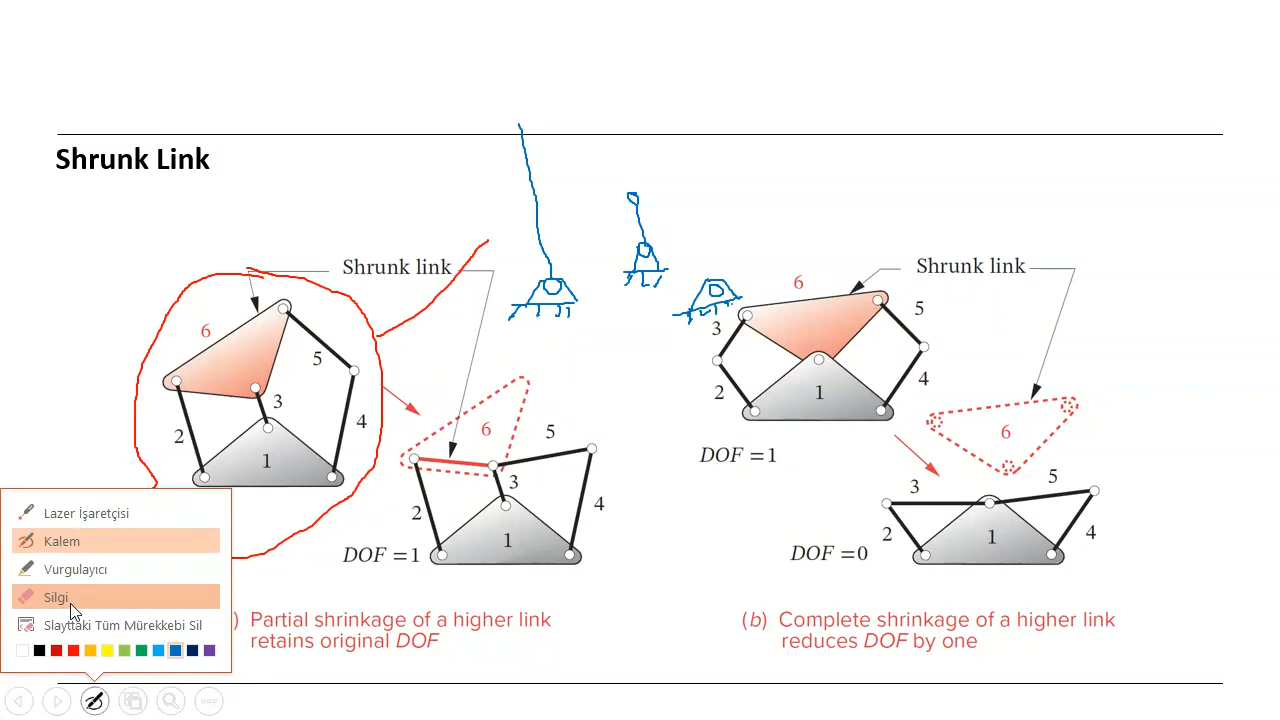 Shrunk Link
Shrunk link
6
5
3
4
2
1
6
5
3
2
4
1
DOF = 1
Shrunk link
6
5
3
2
4
1
DOF = 1
6
3
5
2
4
1
DOF = 0
) Partial shrinkage of a higher link
retains original DOF
(b) Complete shrinkage of a higher link
reduces DOF by one
Lazer İşaretçisi
Kalem
Vurgulayıcı
Silgi
Slayttaki Tüm Mürekkebi Sil